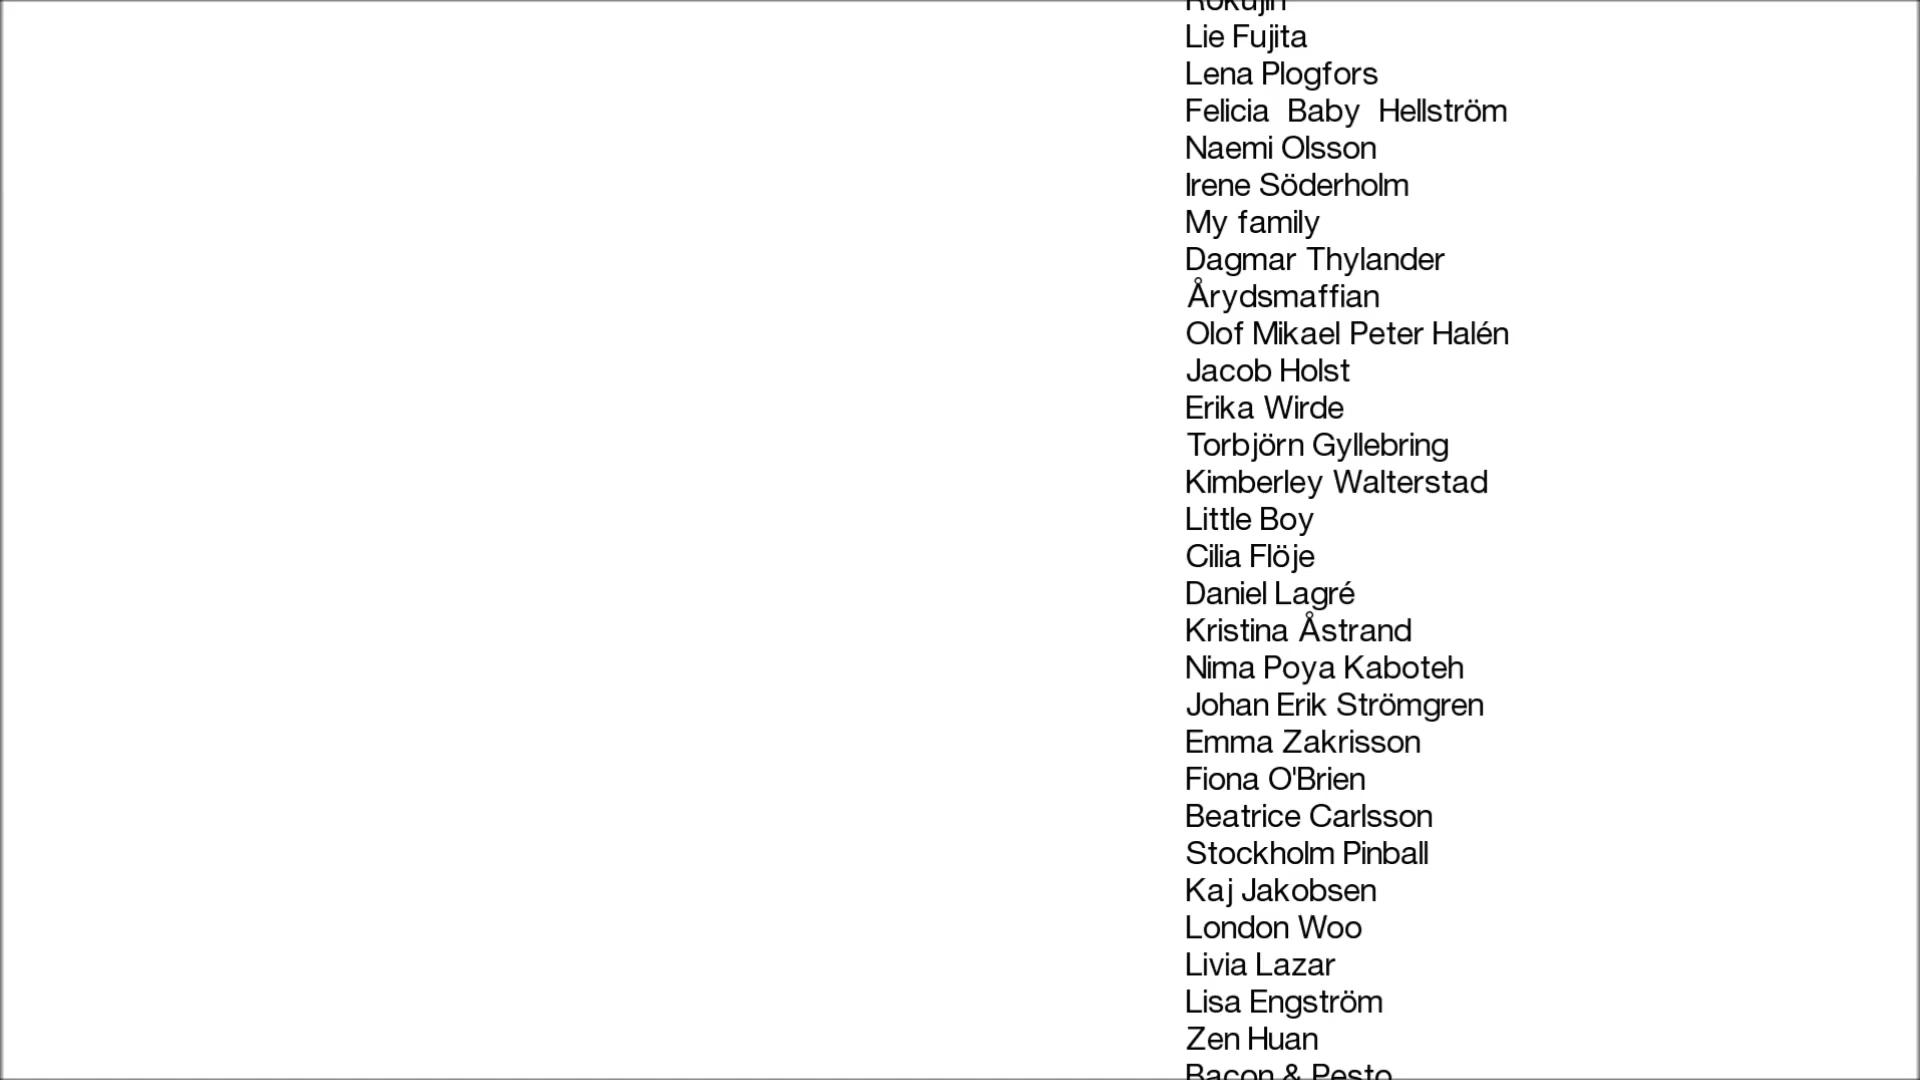 Rokujin
Lie Fujita
Lena Plogfors
Felicia  Baby  Hellström
Naemi Olsson
Irene Söderholm
My family
Dagmar Thylander
Årydsmaffian
Olof Mikael Peter Halén
Jacob Holst
Erika Wirde
Torbjörn Gyllebring
Kimberley Walterstad
Little Boy
Cilia Flöje
Daniel Lagré
Kristina Åstrand
Nima Poya Kaboteh
Johan Erik Strömgren
Emma Zakrisson
Fiona O'Brien
Beatrice Carlsson
Stockholm Pinball
Kaj Jakobsen
London Woo
Livia Lazar
Lisa Engström
Zen Huan
Bacon & Pesto